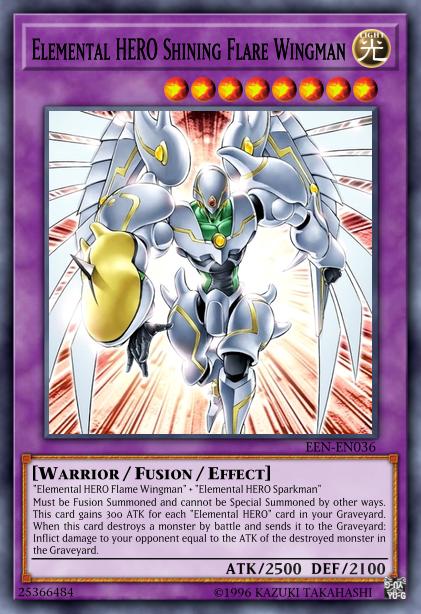 ELEMENTAL HERO SHINING FLARE WINGMAN
LIGHT
光
EEN-EN036
[WARRIOR / FUSION / EFFECT]
"Elemental HERO Flame Wingman" + "Elemental HERO Sparkman"
Must be Fusion Summoned and cannot be Special Summoned by other ways.
This card gains 300 ATK for each "Elemental HERO" card in your Graveyard.
When this card destroys a monster by battle and sends it to the Graveyard:
Inflict damage to your opponent equal to the ATK of the destroyed monster in
the Graveyard.
ATK/2500 DEF/2100
25366484
©1996 KAZUKI TAKAHASHI